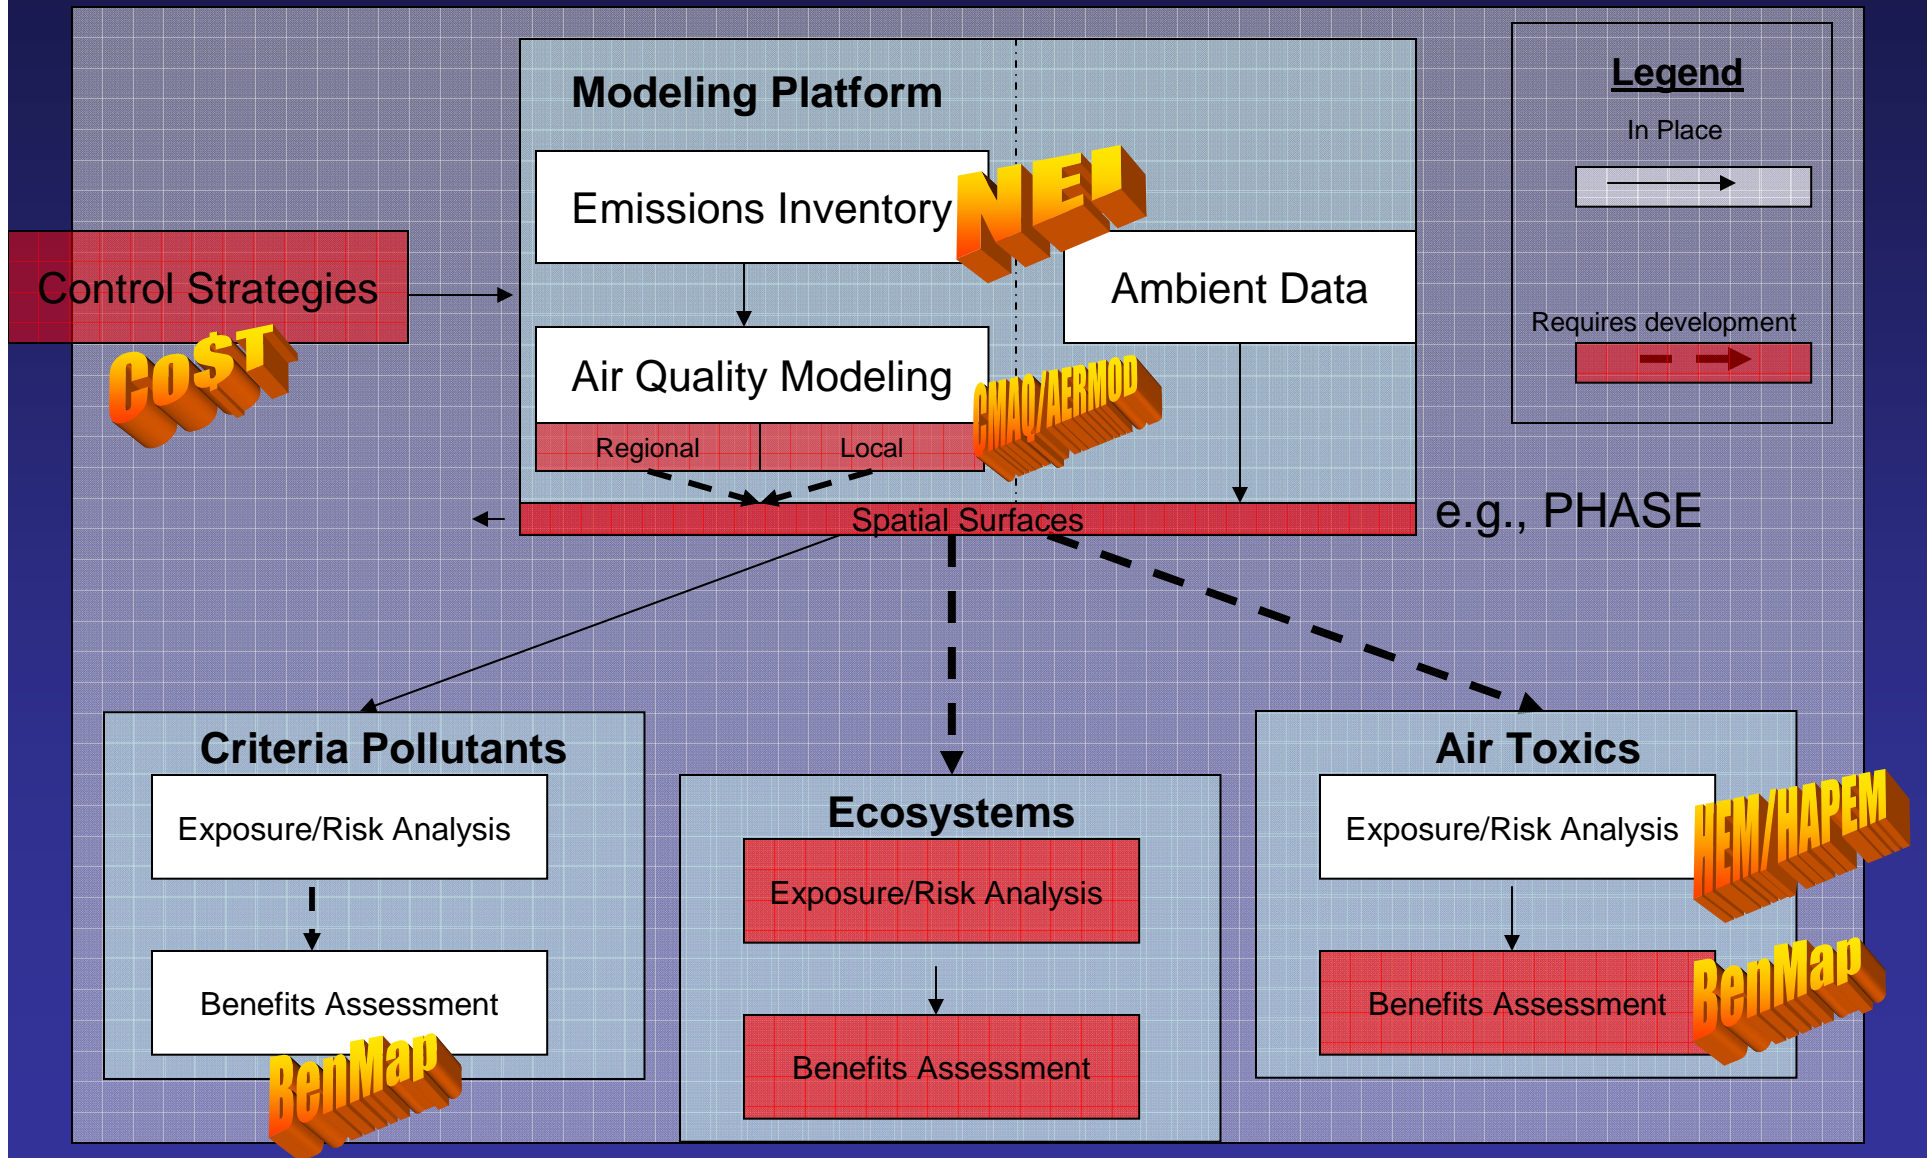 Modeling Platform
Legend
In Place
Emissions Inventory
NEI
Control Strategies
Ambient Data
Requires development
Co$T
Air Quality Modeling
CMAQ/AERMOD
Regional
Local
Spatial Surfaces
e.g., PHASE
Criteria Pollutants
Exposure/Risk Analysis
Benefits Assessment
BenMap
Ecosystems
Exposure/Risk Analysis
Benefits Assessment
Air Toxics
Exposure/Risk Analysis
HEM/HAPEM
Benefits Assessment
BenMap